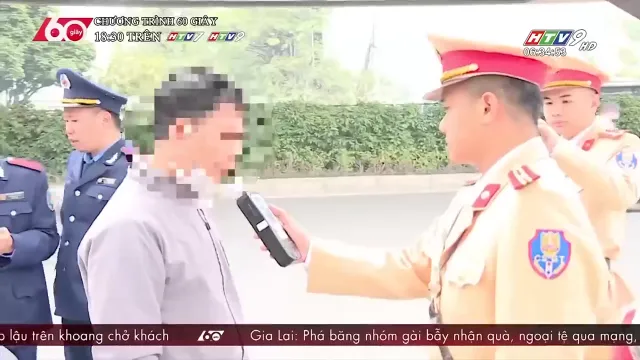 60 giây
CHƯƠNG TRÌNH 60 GIÂY
18:30 TRÊN HTV7 HTV9
HTV9 HD
06:34:53
lậu trên khoang chở khách 60 Gia Lai: Phá băng nhóm gài bẫy nhận quà, ngoại tệ qua mạng,
CSGT